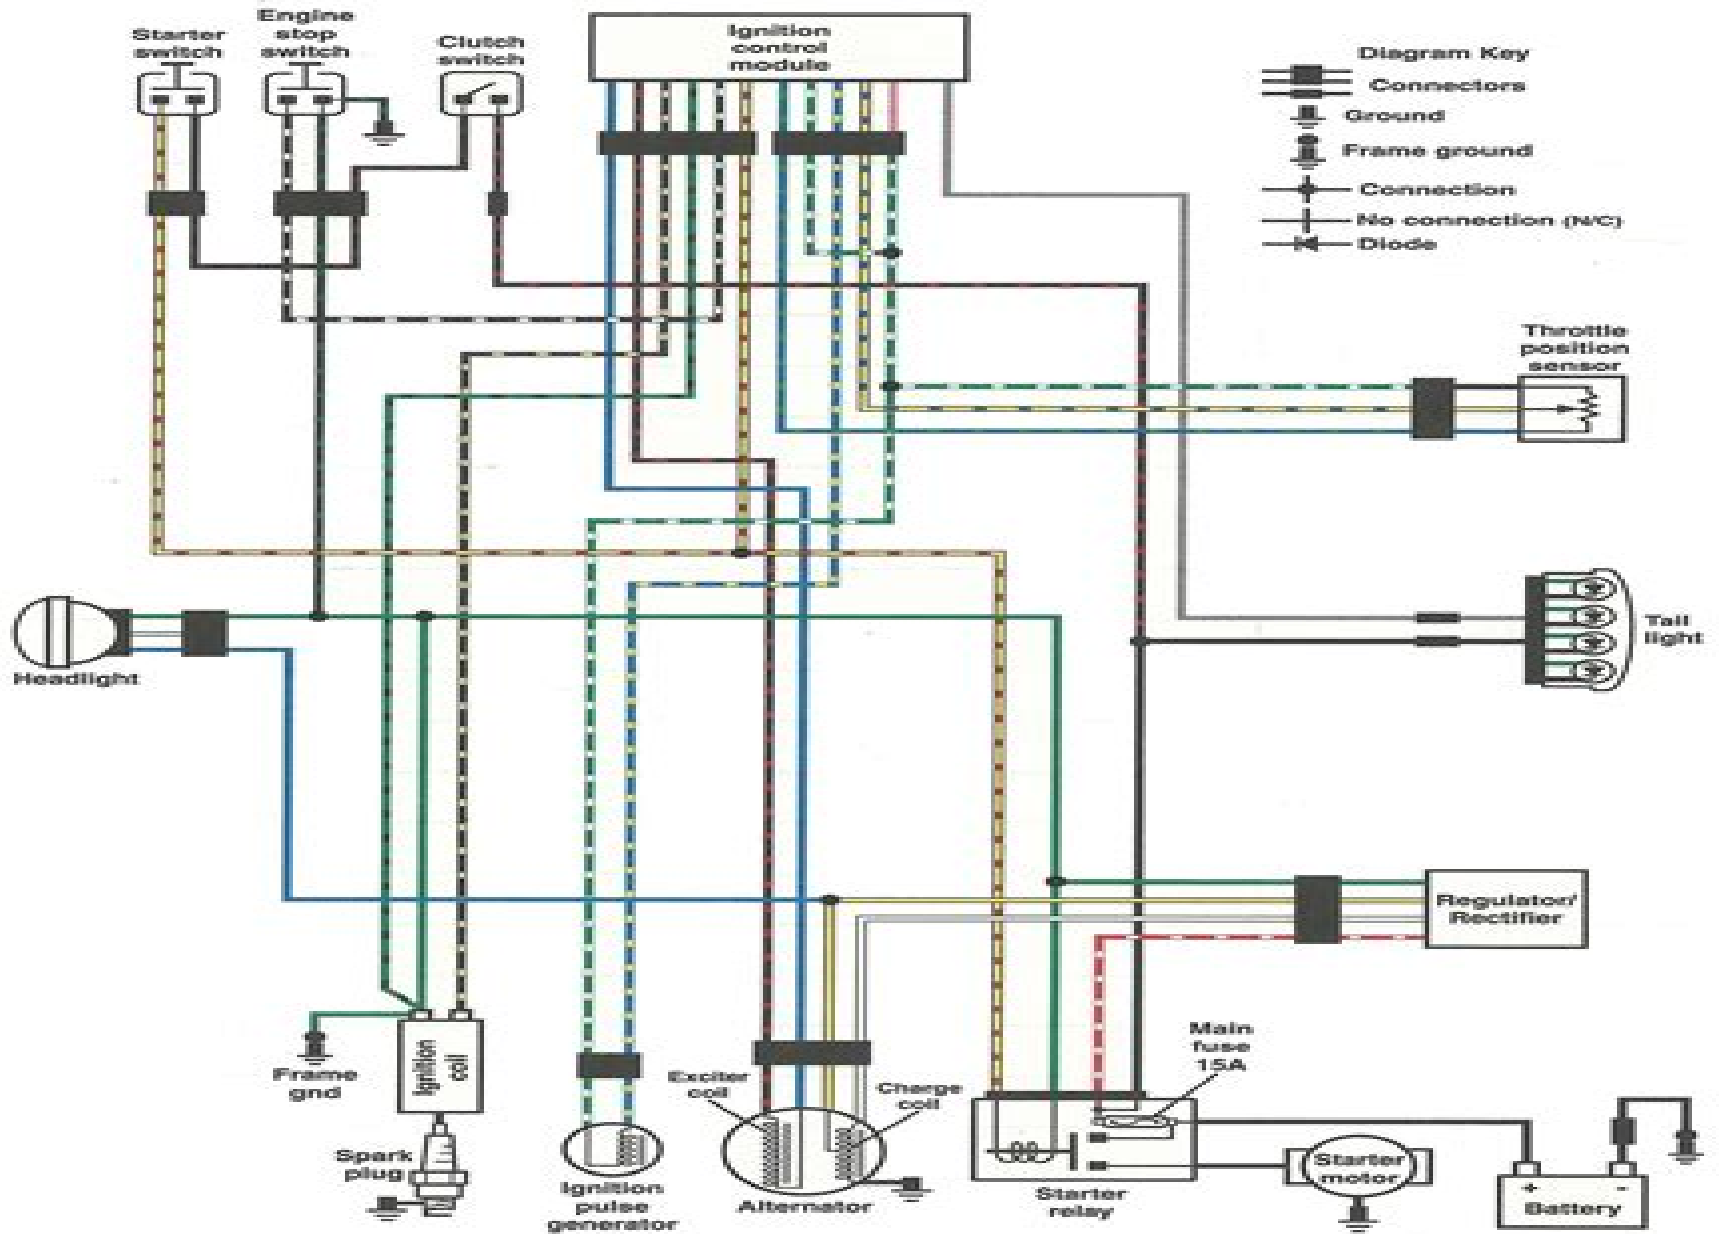 Starter
switch
Engine
stop
switch
Clutch
switch
Ignition
control
module
Diagram Key
Connectors
Ground
Frame ground
Connection
No connection (N/C)
Diode
Throttle
position
sensor
Headlight
Tail
light
Regulator/
Rectifier
Main
fuse
15A
Frame
gnd
Ignition
coil
Spark
plug
Ignition
pulse
generator
Exciter
coil
Charge
coil
Alternator
Starter
relay
Starter
motor
+ -
Battery